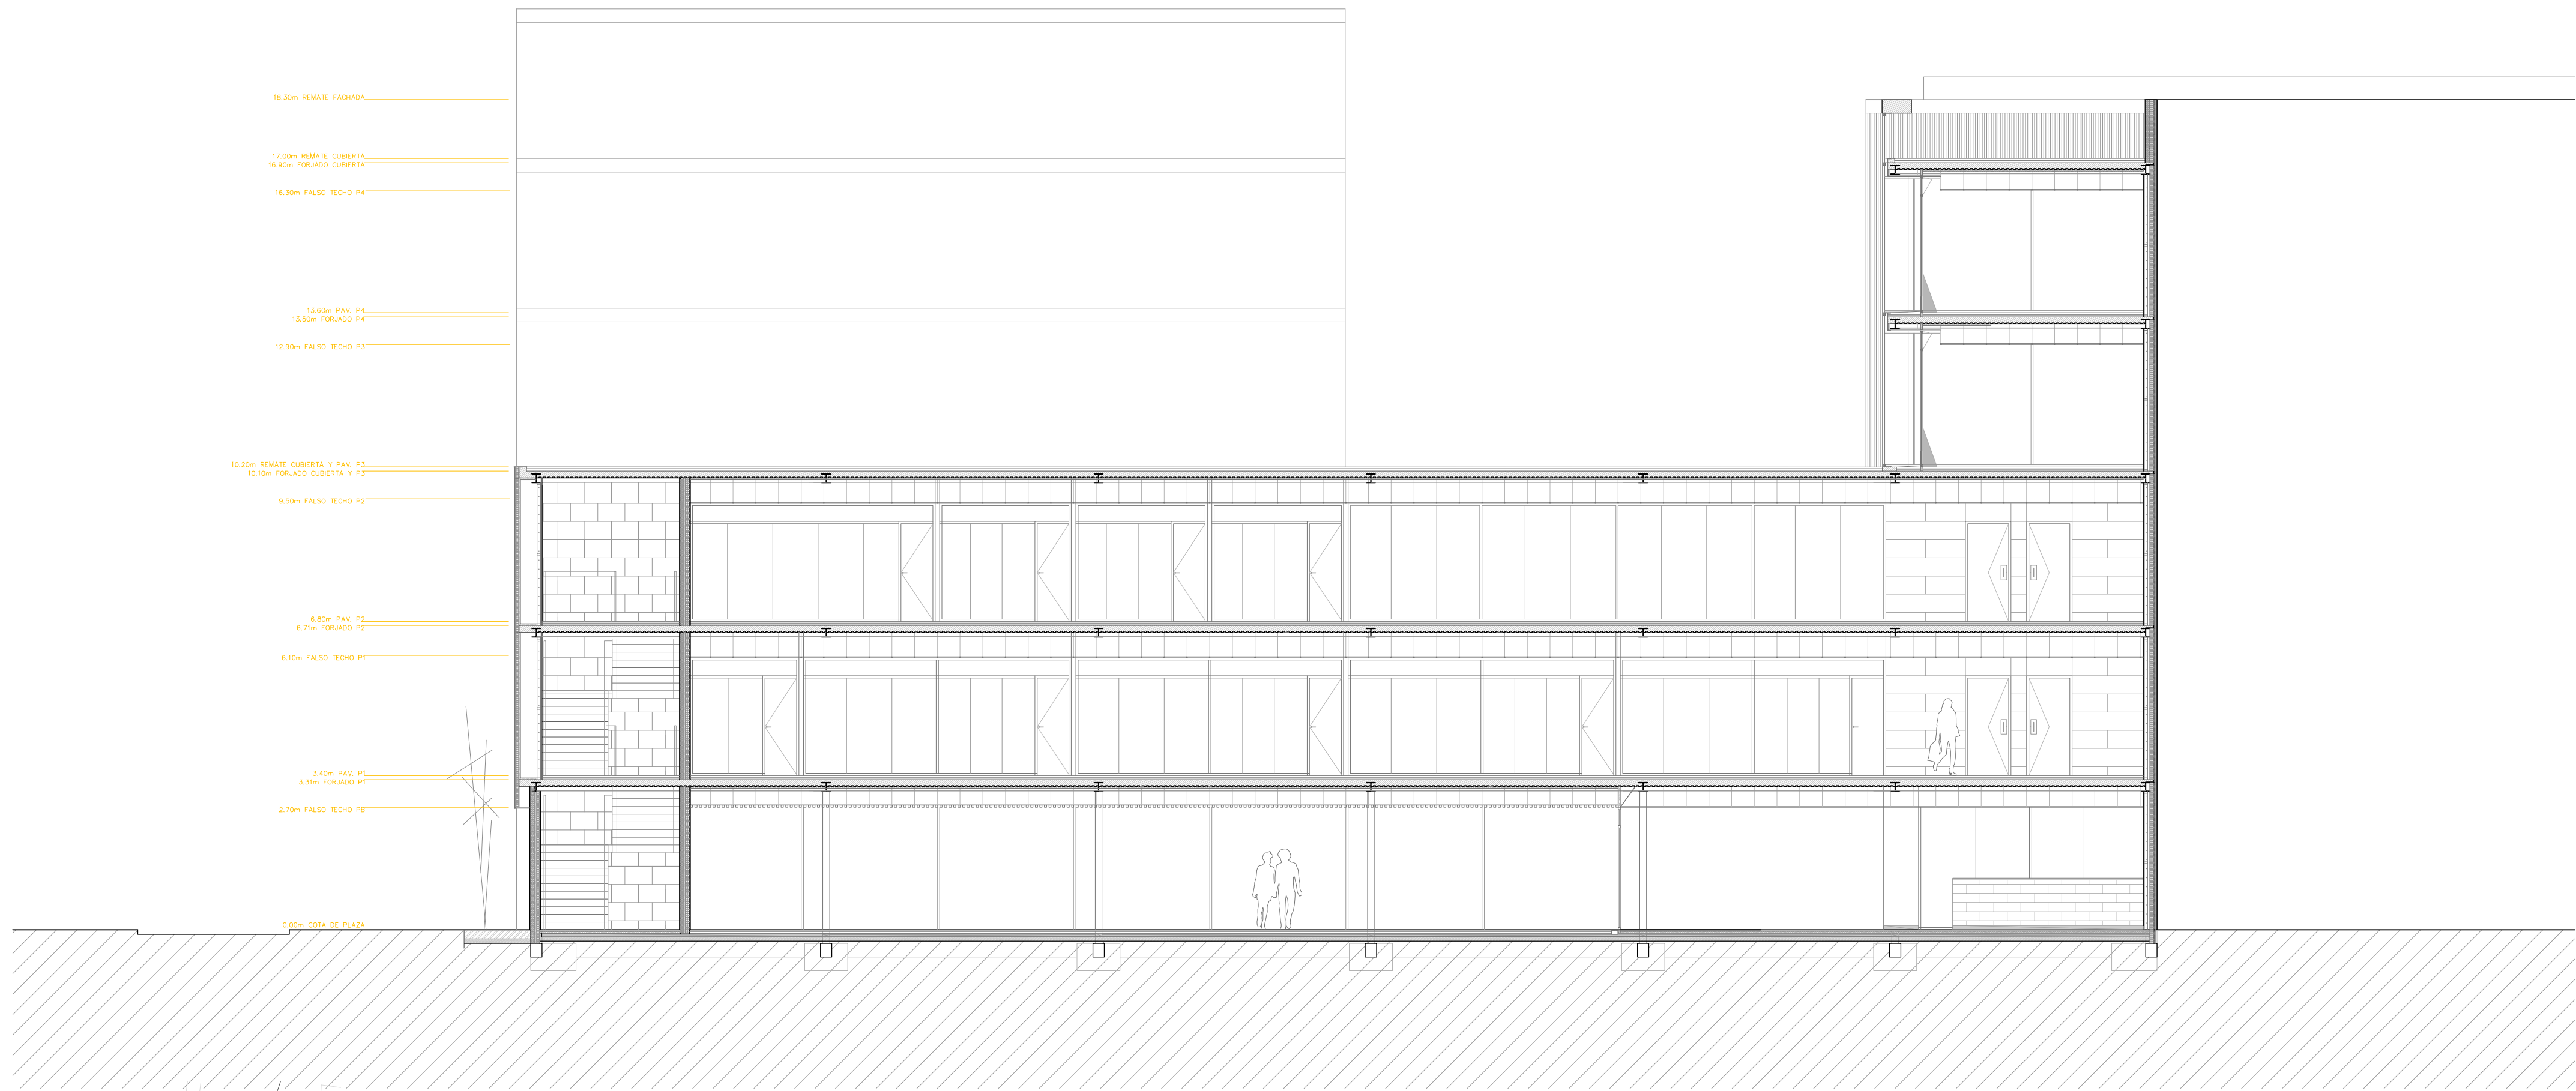 18.30m REMATE FACHADA
17.00m REMATE CUBIERTA
16.90m FORJADO CUBIERTA
16.30m FALSO TECHO P4
13.60m PAV. P4
13.50m FORJADO P4
12.90m FALSO TECHO P3
10.20m REMATE CUBIERTA Y PAV. P3
10.10m FORJADO CUBIERTA Y P3
9.50m FALSO TECHO P2
6.80m PAV. P2
6.71m FORJADO P2
6.10m FALSO TECHO P1
3.40m PAV. P1
3.31m FORJADO P1
2.70m FALSO TECHO PB
0.00m COTA DE PLAZA